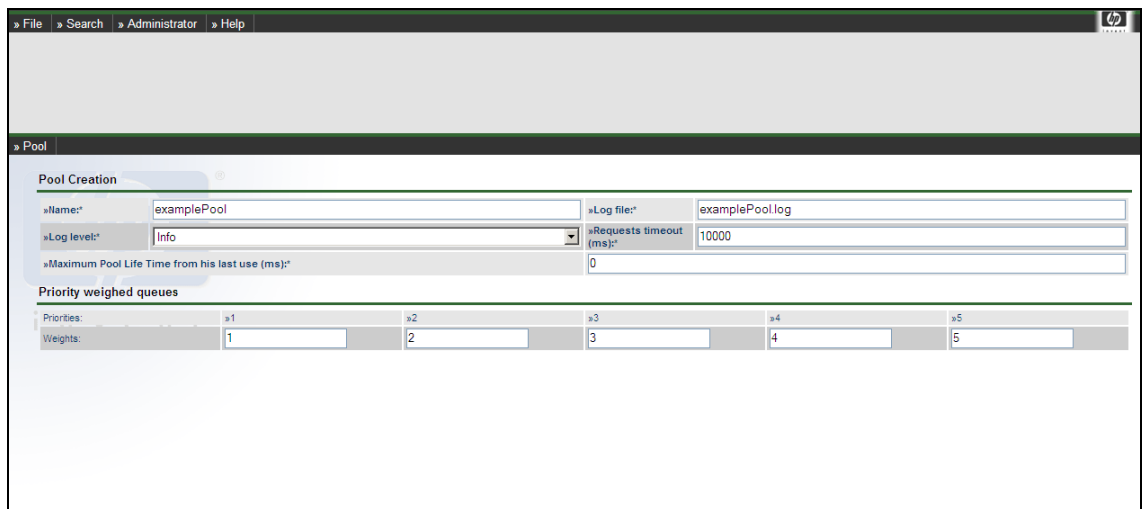 » File » Search » Administrator » Help
hp
» Pool
Pool Creation
®
»Name:* examplePool »Log file:* examplePool.log
»Log level:* Info »Requests timeout (ms):* 10000
»Maximum Pool Life Time from his last use (ms):* 0
Priority weighed queues
Priorities: »1 »2 »3 »4 »5
Weights: 1 2 3 4 5